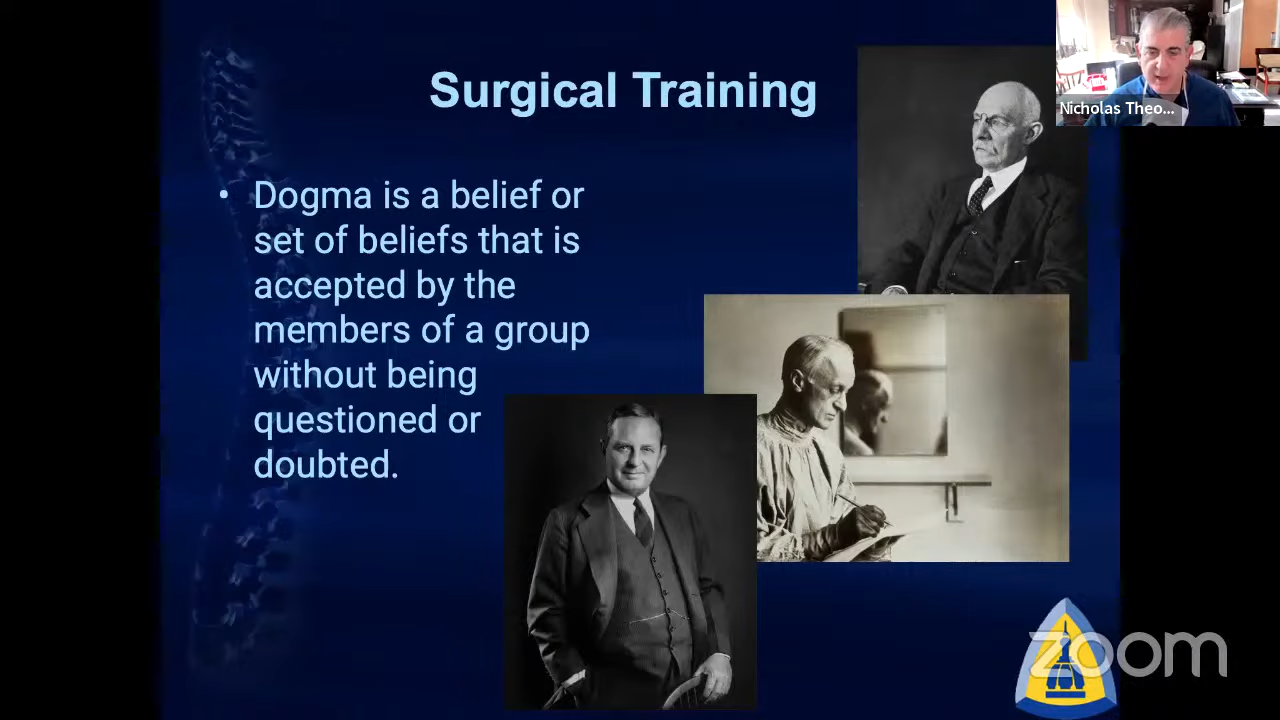 Surgical Training
Nicholas Theo...
• Dogma is a belief or
set of beliefs that is
accepted by the
members of a group
without being
questioned or
doubted.
zoom